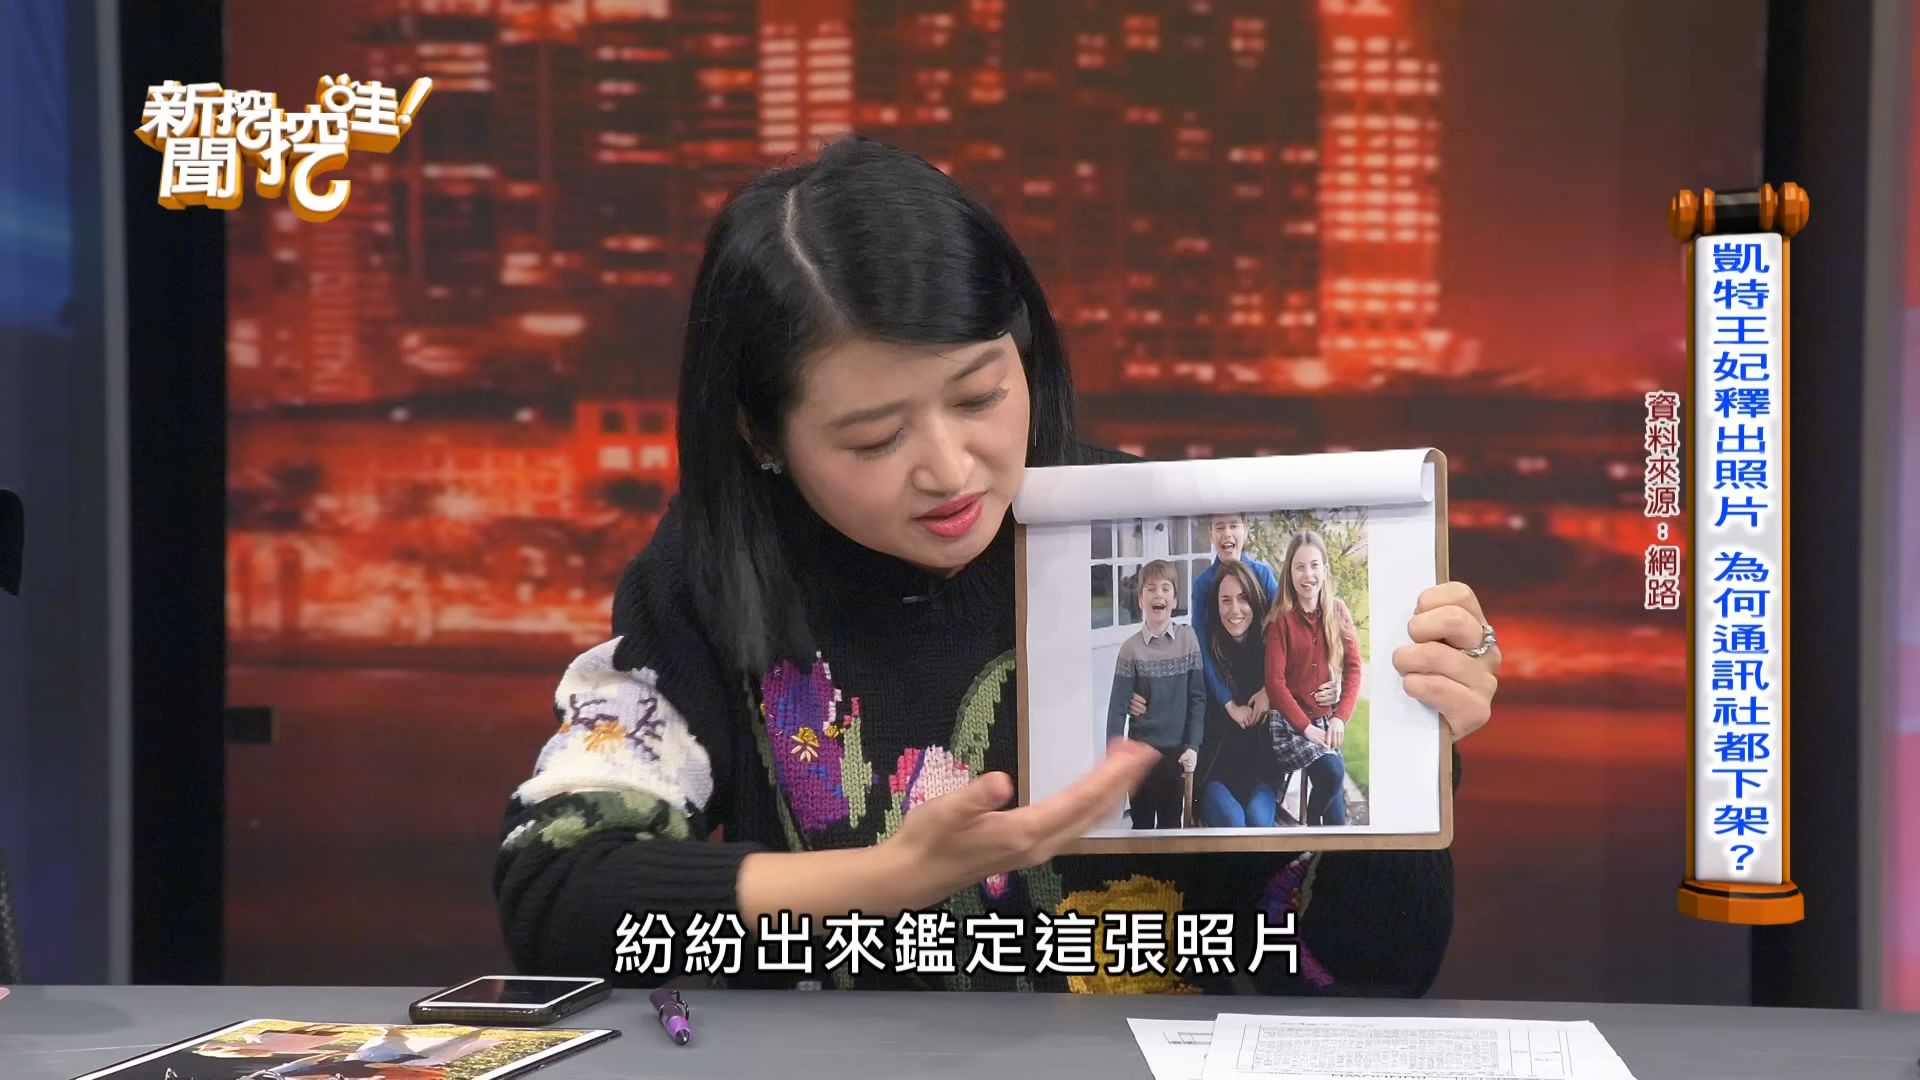 新聞挖挖哇!
凱特王妃釋出照片 為何通訊社都下架?
資料來源:網路
紛紛出來鑑定這張照片